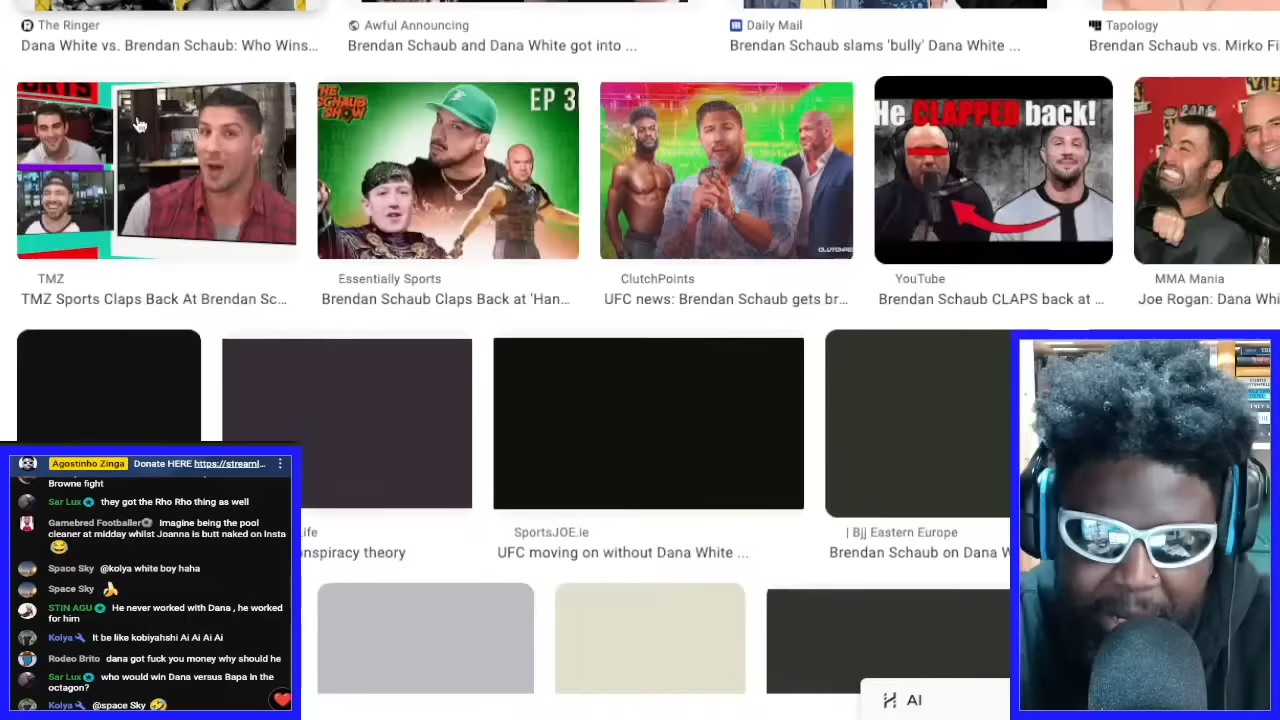 The Ringer
Awful Announcing
Daily Mail
Tapology
Dana White vs. Brendan Schaub: Who Wins...
Brendan Schaub and Dana White got into ...
Brendan Schaub slams 'bully' Dana White ...
Brendan Schaub vs. Mirko Fi
THE SCHAUB SHOW
EP 3
He CLAPPED back!
CLUTCHPO
TMZ
Essentially Sports
ClutchPoints
YouTube
MMA Mania
TMZ Sports Claps Back At Brendan Sc...
Brendan Schaub Claps Back at 'Han...
UFC news: Brendan Schaub gets br...
Brendan Schaub CLAPS back at ...
Joe Rogan: Dana Whi
SportsJOE.ie
| Bjj Eastern Europe
onspiracy theory
UFC moving on without Dana White ...
Brendan Schaub on Dana W
Agostinho Zinga Donate HERE https://streaml...
Browne fight
Sar Lux they got the Rho Rho thing as well
Gamebred Footballer Imagine being the pool
cleaner at midday whilst Joanna is butt naked on Insta
😂
Space Sky @kolya white boy haha
Space Sky 🍌
STIN AGU He never worked with Dana , he worked
for him
Kolya It be like kobiyahshi Ai Ai Ai Ai
Rodeo Brito dana got fuck you money why should he
Sar Lux who would win Dana versus Bapa in the
octagon?
Kolya @space Sky 🤣
AI